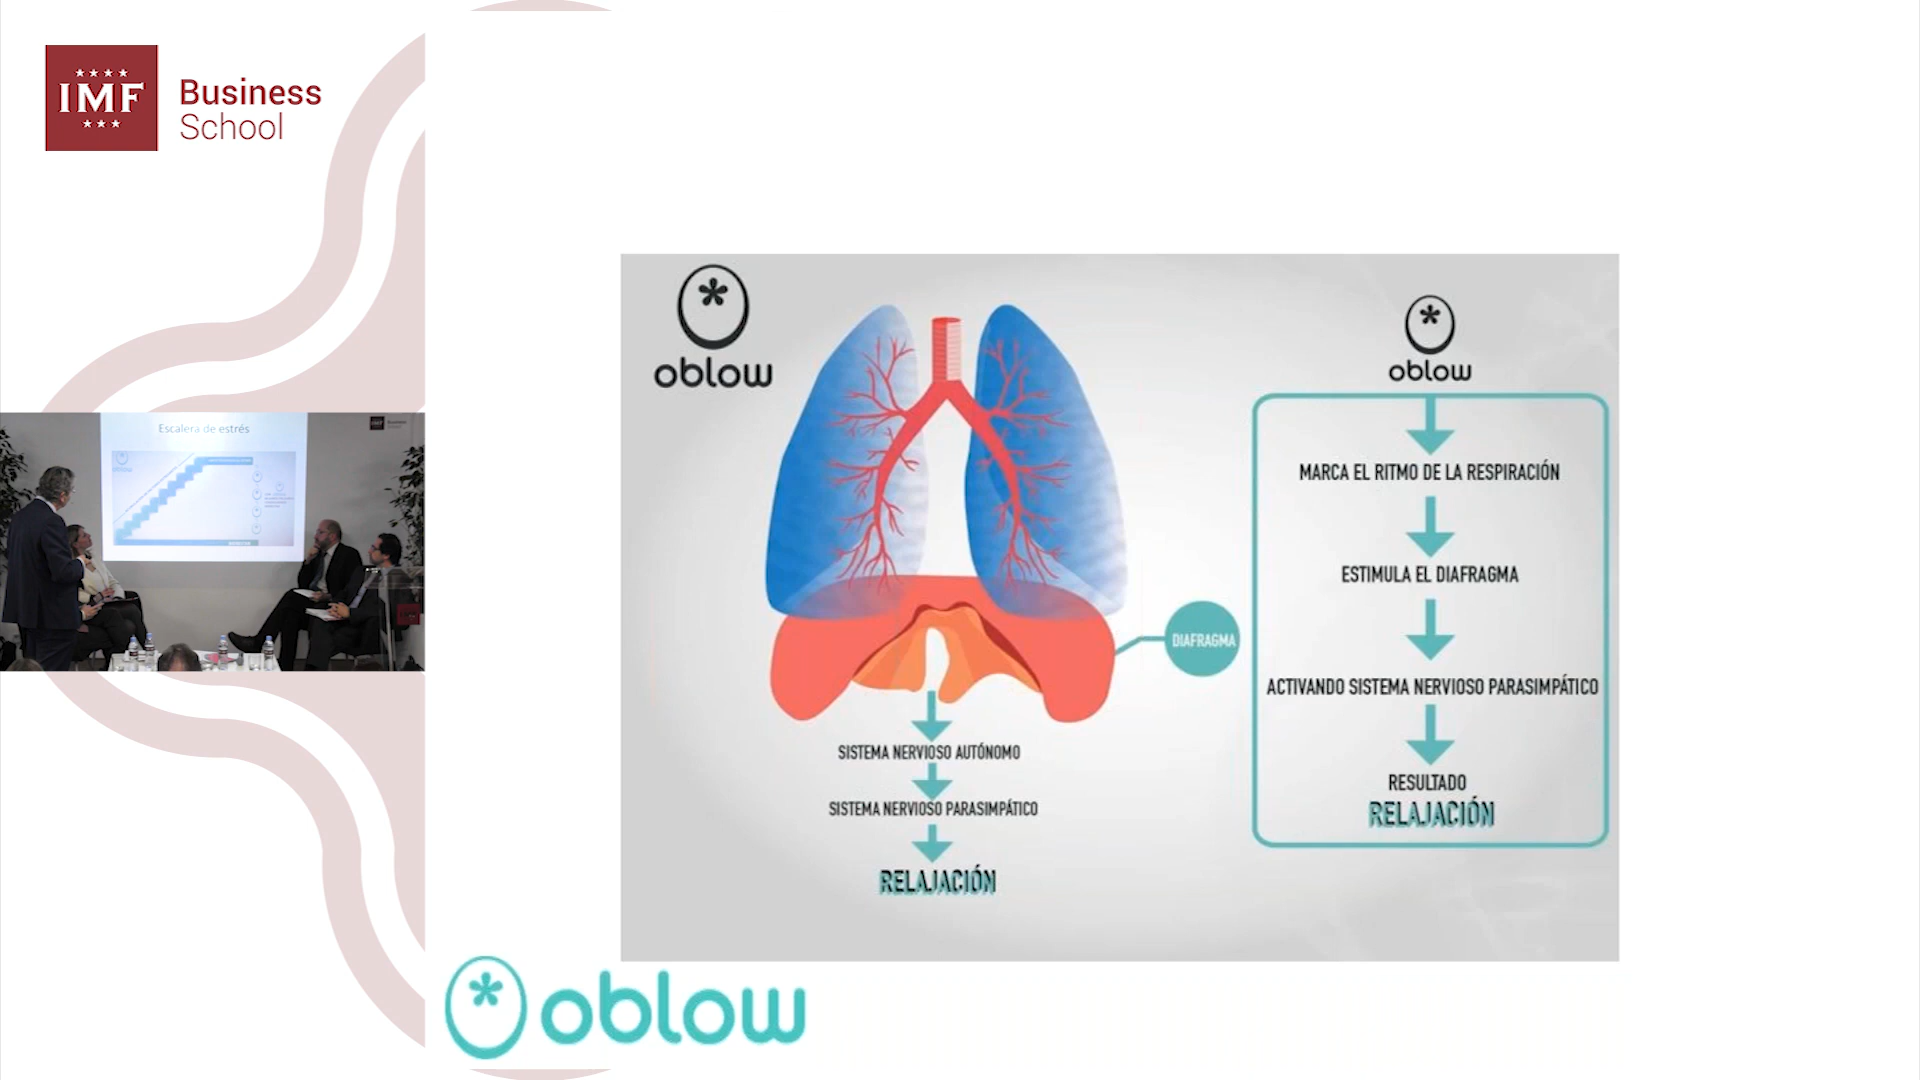 IMF
Business
School
Escalera de estrés
oblow
oblow
MARCA EL RITMO DE LA RESPIRACIÓN
ESTIMULA EL DIAFRAGMA
DIAFRAGMA
ACTIVANDO SISTEMA NERVIOSO PARASIMPÁTICO
SISTEMA NERVIOSO AUTÓNOMO
SISTEMA NERVIOSO PARASIMPÁTICO
RELAJACIÓN
RESULTADO
RELAJACIÓN
oblow